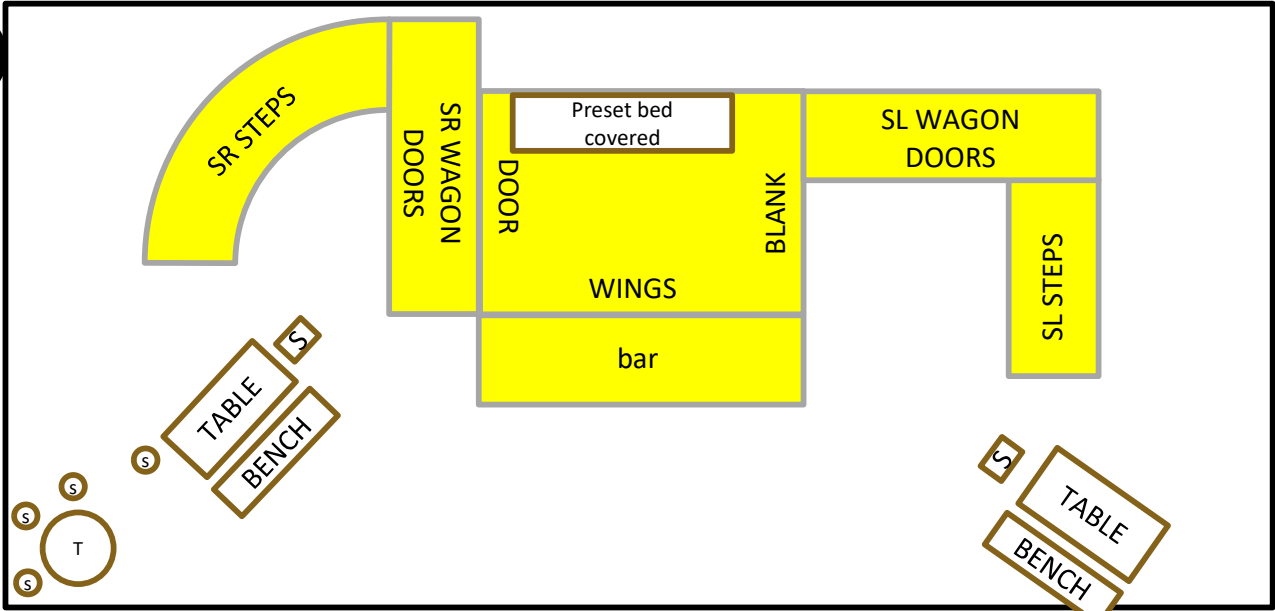 SR STEPS
SR WAGON
DOORS
DOOR
Preset bed
covered
BLANK
WINGS
bar
SL WAGON
DOORS
SL STEPS
S
TABLE
BENCH
s
s
s
s
T
S
TABLE
BENCH